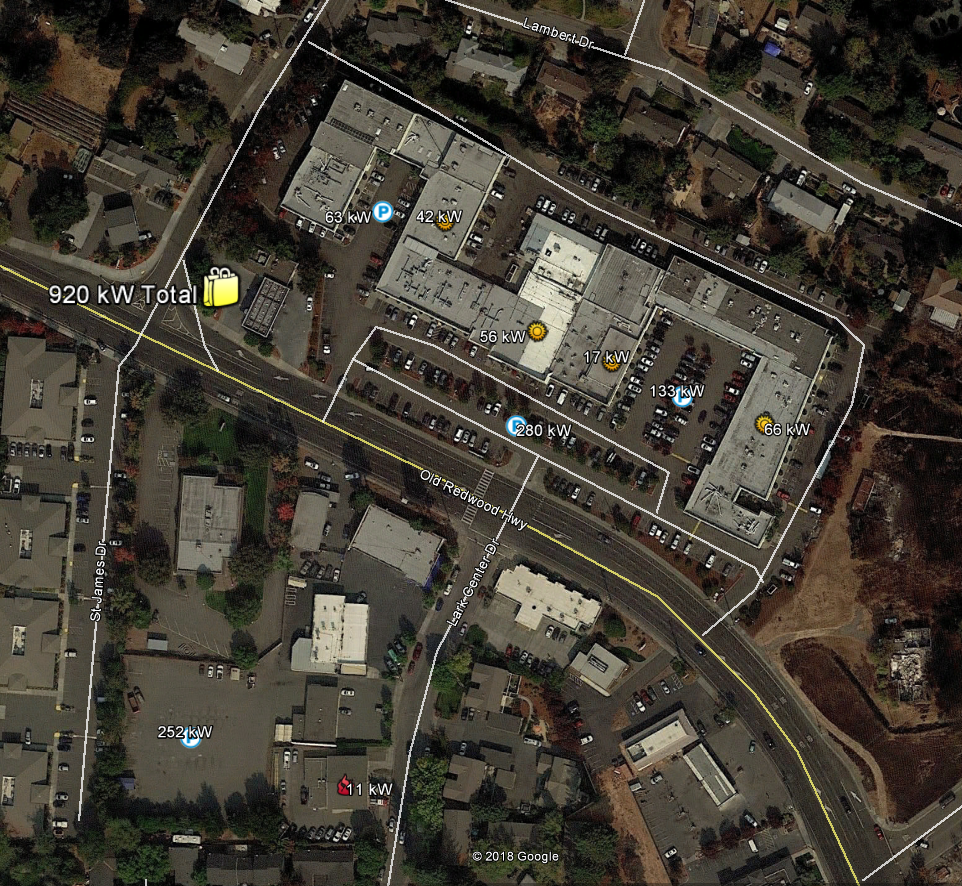 Lambert Dr
63 kW
42 kW
920 kW Total
56 kW
17 kW
133 kW
280 kW
66 kW
Old Redwood Hwy
St James Dr
Lark Center Dr
252 kW
11 kW
© 2018 Google